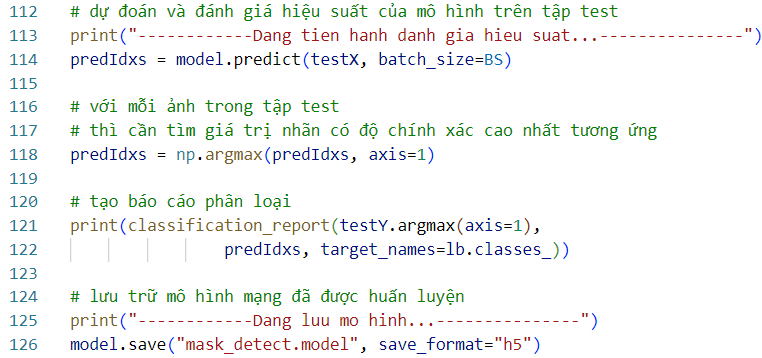 112 # dự đoán và đánh giá hiệu suất của mô hình trên tập test
113 print("------------Dang tien hanh danh gia hieu suat...---------------")
114 predIdxs = model.predict(testX, batch_size=BS)
115
116 # với mỗi ảnh trong tập test
117 # thì cần tìm giá trị nhãn có độ chính xác cao nhất tương ứng
118 predIdxs = np.argmax(predIdxs, axis=1)
119
120 # tạo báo cáo phân loại
121 print(classification_report(testY.argmax(axis=1),
122                 predIdxs, target_names=lb.classes_))
123
124 # lưu trữ mô hình mạng đã được huấn luyện
125 print("------------Dang luu mo hinh...---------------")
126 model.save("mask_detect.model", save_format="h5")